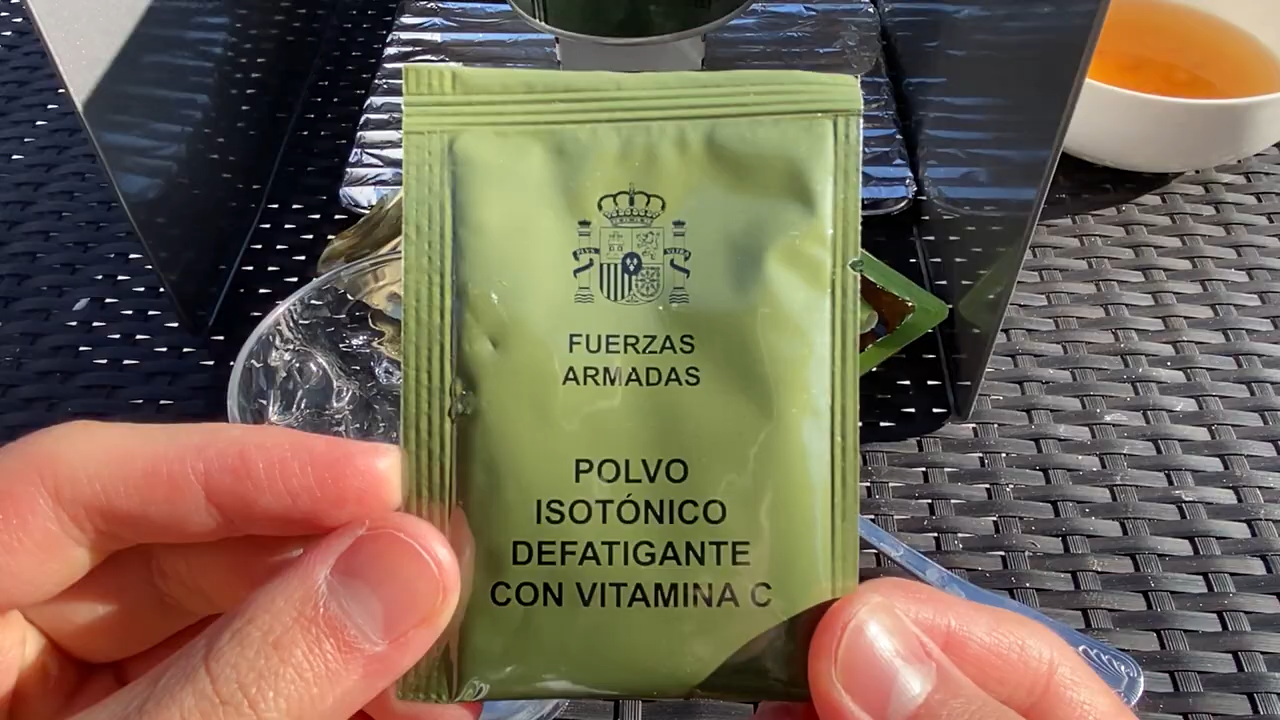 FUERZAS
ARMADAS
POLVO
ISOTÓNICO
DEFATIGANTE
CON VITAMINA C